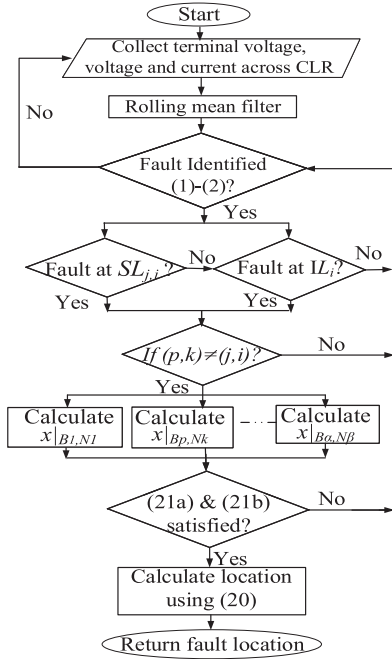 Start
Collect terminal voltage,
voltage and current across CLR
No
Rolling mean filter
Fault Identified
(1)-(2)?
Yes
Fault at SL_{j,i}?
No
Fault at IL_i?
No
Yes
Yes
If (p,k)≠(j,i)?
No
Yes
Calculate
x|_{B1,N1}
Calculate
x|_{Bp,Nk}
Calculate
x|_{Bα,Nβ}
(21a) & (21b)
satisfied?
No
Yes
Calculate location
using (20)
Return fault location